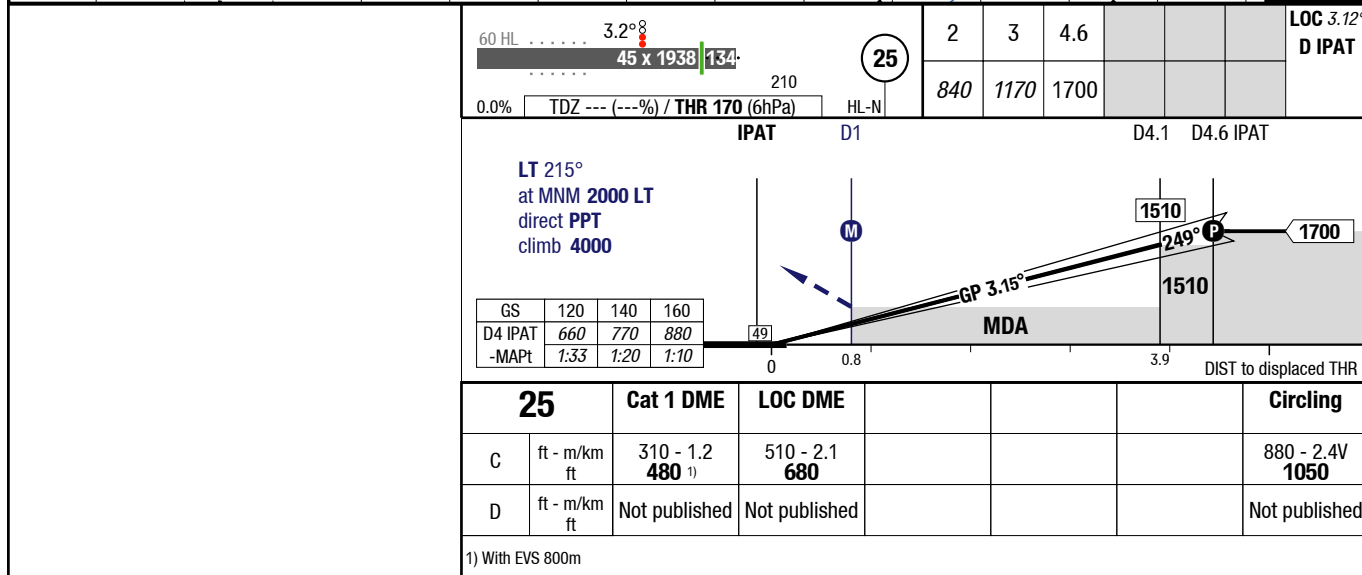 60 HL
3.2°
45 x 1938
134
210
0.0%
TDZ --- (---%) / THR 170 (6hPa)
HL-N
25
2 3 4.6
840 1170 1700
LOC 3.12°
D IPAT
IPAT
D1
D4.1
D4.6 IPAT
LT 215°
at MNM 2000 LT
direct PPT
climb 4000
M
1510
249°
P
1700
GP 3.15°
1510
MDA
GS 120 140 160
D4 IPAT 660 770 880
-MAPt 1:33 1:20 1:10
49
0
0.8
3.9
DIST to displaced THR
25 Cat 1 DME LOC DME Circling
C ft - m/km 310 - 1.2 510 - 2.1 880 - 2.4V
ft 480 1) 680 1050
D ft - m/km Not published Not published Not published
ft
1) With EVS 800m